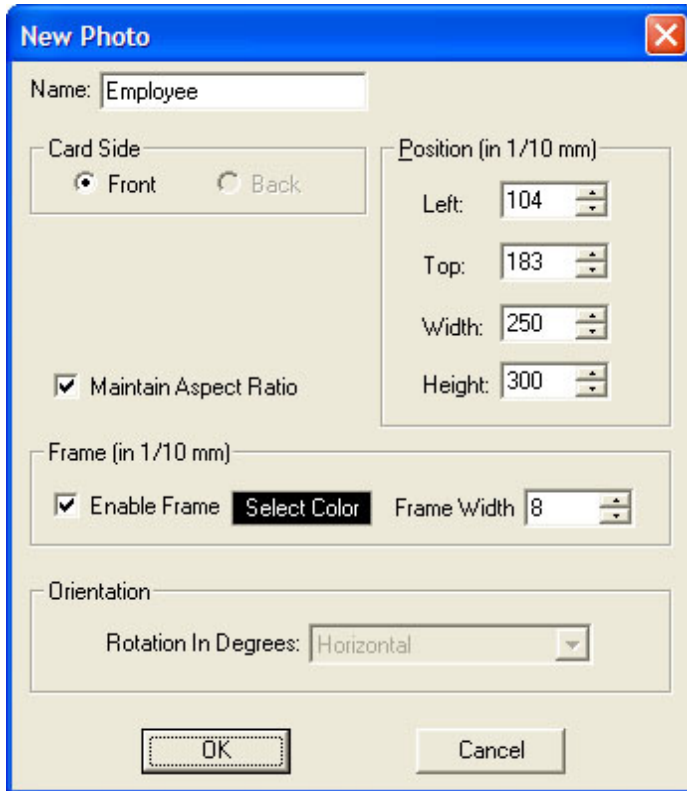 New Photo
Name: Employee
Card Side
Front Back
Position (in 1/10 mm)
Left: 104
Top: 183
Width: 250
Height: 300
Maintain Aspect Ratio
Frame (in 1/10 mm)
Enable Frame Select Color Frame Width 8
Orientation
Rotation In Degrees: Horizontal
OK Cancel